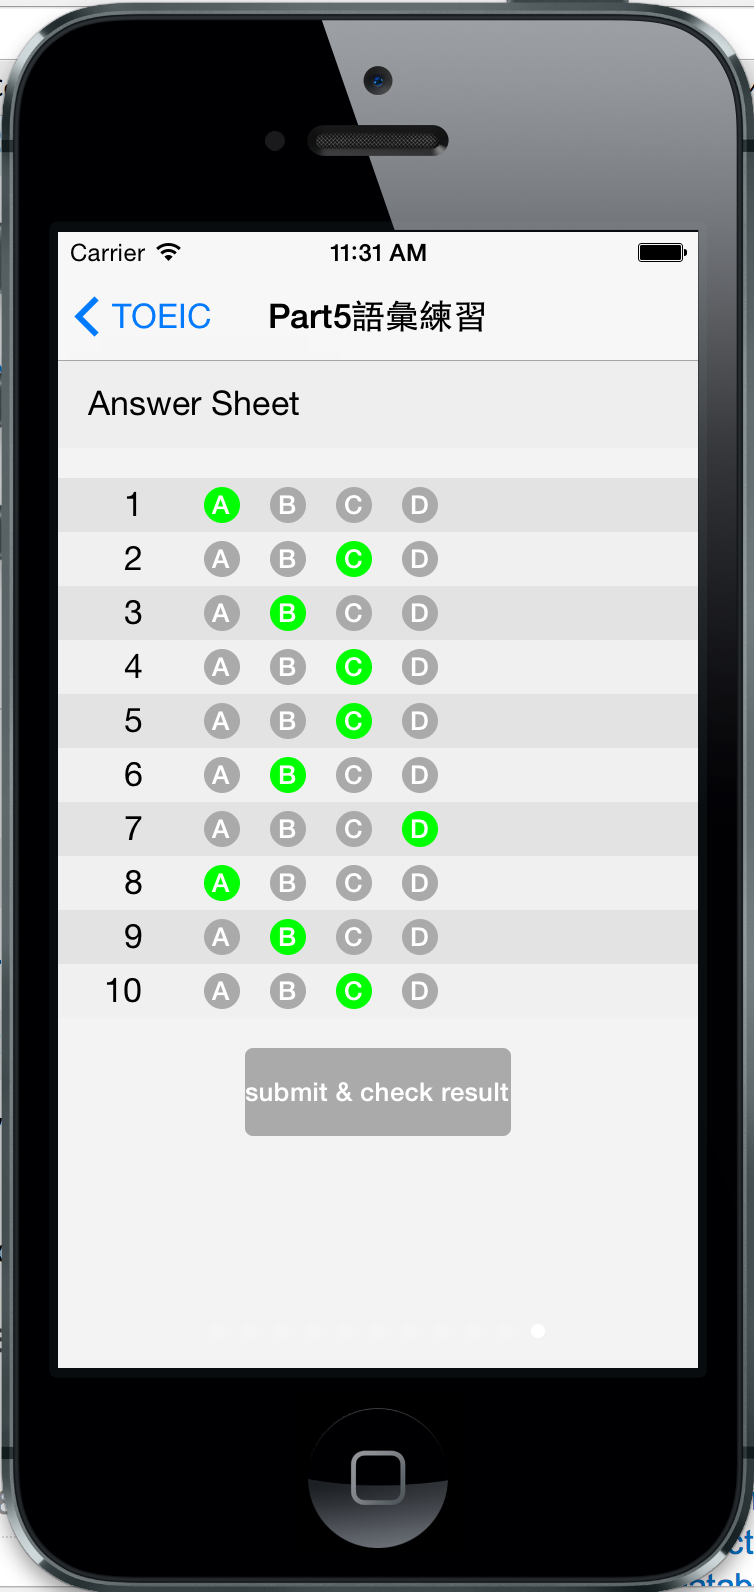 Carrier 11:31 AM
TOEIC Part5語彙練習
Answer Sheet
1 A B C D
2 A B C D
3 A B C D
4 A B C D
5 A B C D
6 A B C D
7 A B C D
8 A B C D
9 A B C D
10 A B C D
submit & check result